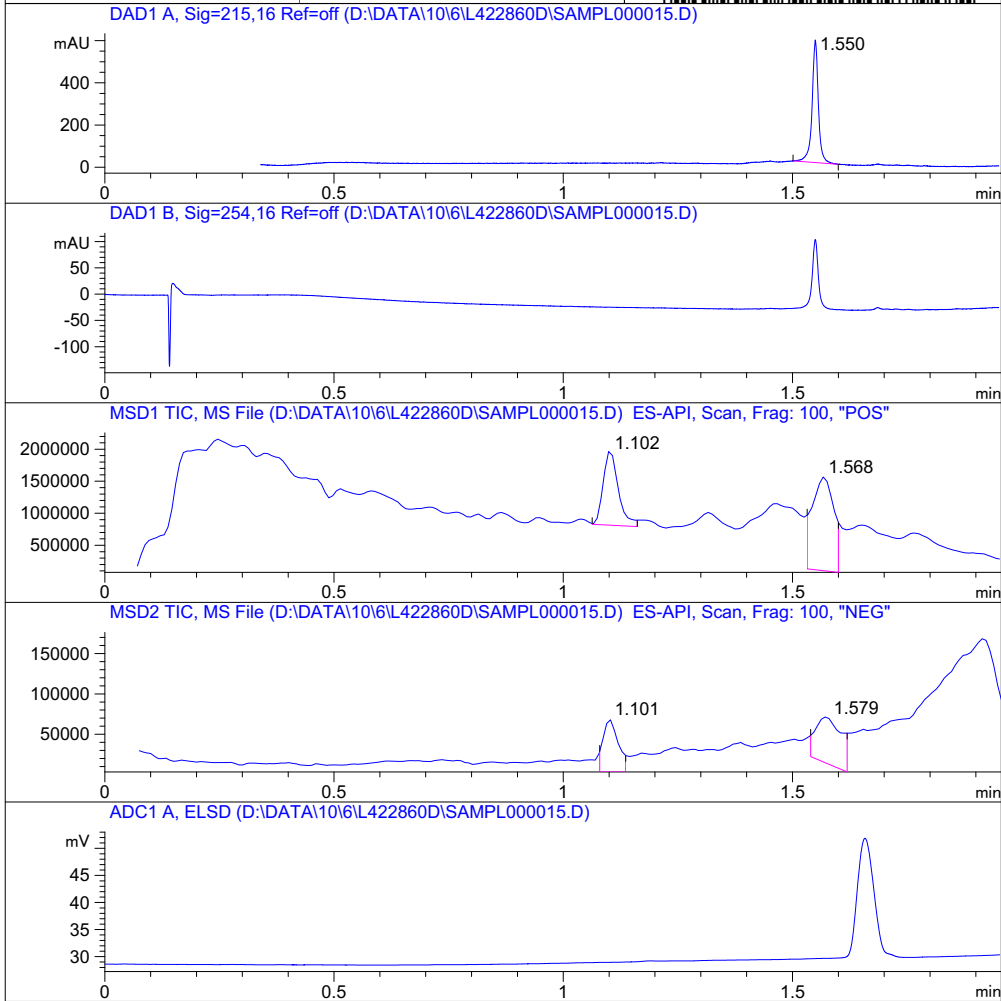 DAD1 A, Sig=215,16 Ref=off (D:\DATA\10\6\L422860D\SAMPL000015.D)
mAU
1.550
400
200
0
0 0.5 1 1.5 min
DAD1 B, Sig=254,16 Ref=off (D:\DATA\10\6\L422860D\SAMPL000015.D)
mAU
50
0
-50
-100
0 0.5 1 1.5 min
MSD1 TIC, MS File (D:\DATA\10\6\L422860D\SAMPL000015.D) ES-API, Scan, Frag: 100, "POS"
2000000
1.102
1.568
1500000
1000000
500000
0 0.5 1 1.5 min
MSD2 TIC, MS File (D:\DATA\10\6\L422860D\SAMPL000015.D) ES-API, Scan, Frag: 100, "NEG"
150000
100000
1.101
1.579
50000
0 0.5 1 1.5 min
ADC1 A, ELSD (D:\DATA\10\6\L422860D\SAMPL000015.D)
mV
45
40
35
30
0 0.5 1 1.5 min